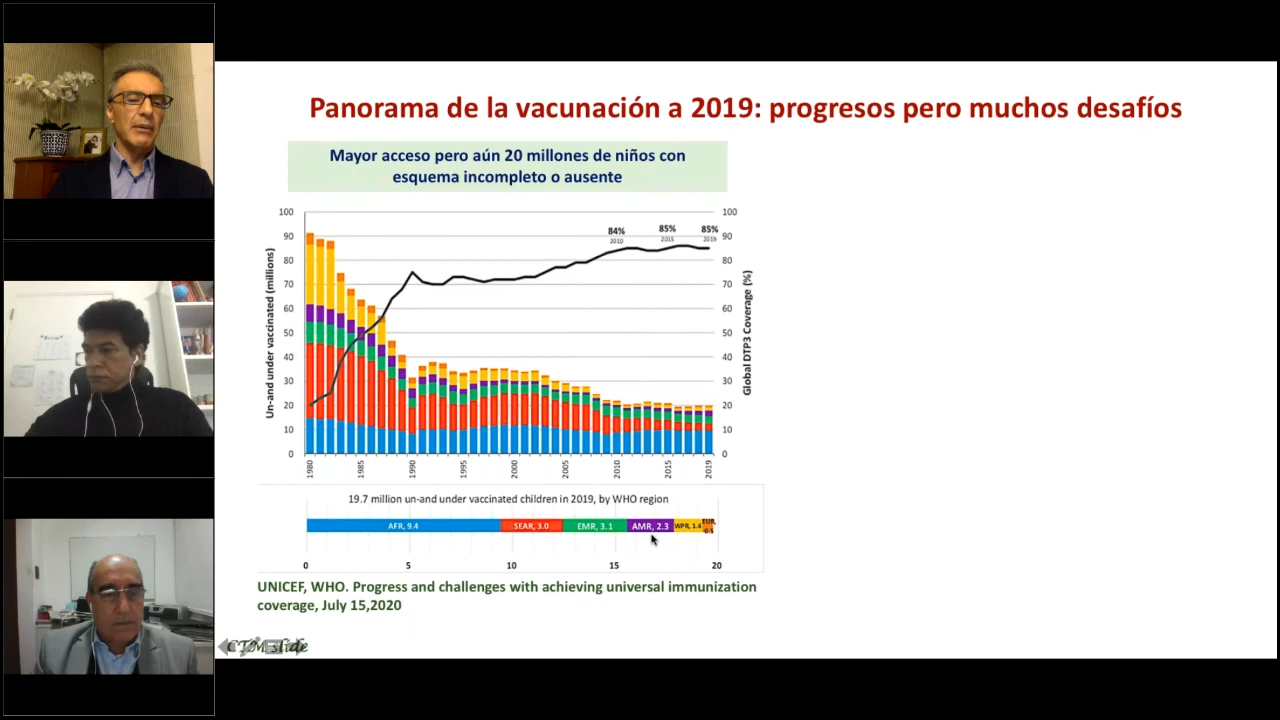 Panorama de la vacunación a 2019: progresos pero muchos desafíos
Mayor acceso pero aún 20 millones de niños con
esquema incompleto o ausente
Un-and under vaccinated (millions)
100
90
80
70
60
50
40
30
20
10
0
84%
2010
85%
2015
85%
2019
100
90
80
70
60
50
40
30
20
10
0
Global DTP3 Coverage (%)
1980
1985
1990
1995
2000
2005
2010
2015
2019
19.7 million un-and under vaccinated children in 2019, by WHO region
AFR, 9.4
SEAR, 3.0
EMR, 3.1
AMR, 2.3
WPR, 1.4
EUR, 0.5
0
5
10
15
20
UNICEF, WHO. Progress and challenges with achieving universal immunization
coverage, July 15,2020
CTM slide